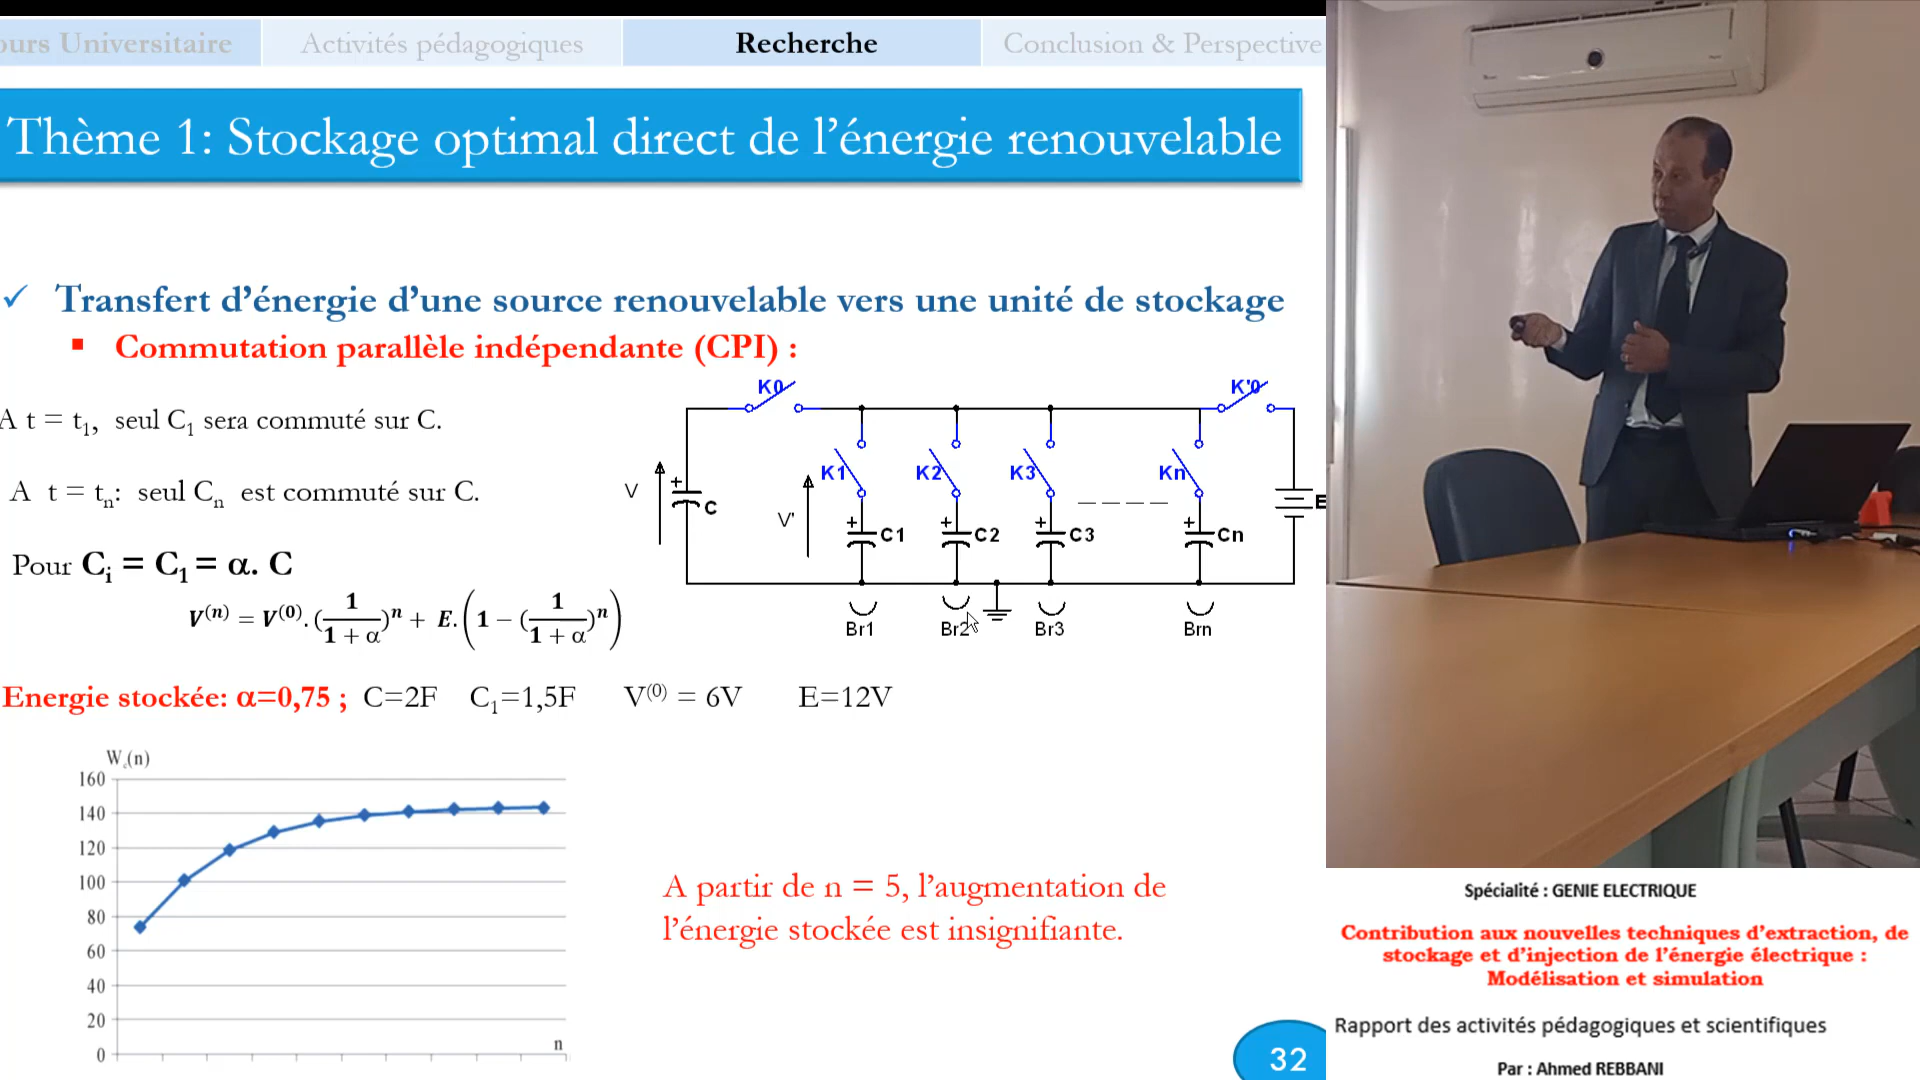 ours Universitaire
Activités pédagogiques
Recherche
Conclusion & Perspective
Thème 1: Stockage optimal direct de l’énergie renouvelable
✓ Transfert d’énergie d’une source renouvelable vers une unité de stockage
▪ Commutation parallèle indépendante (CPI) :
A t = t₁, seul C₁ sera commuté sur C.
A t = tₙ: seul Cₙ est commuté sur C.
Pour Cᵢ = C₁ = α. C
V⁽ⁿ⁾ = V⁽⁰⁾. (1/(1 + α))ⁿ + E. (1 − (1/(1 + α))ⁿ)
K0
K'0
K1
K2
K3
Kn
V
+
C
V'
+
C1
+
C2
+
C3
+
Cn
E
Br1
Br2
Br3
Brn
Energie stockée: α=0,75 ; C=2F C₁=1,5F V⁽⁰⁾ = 6V E=12V
W꜀(n)
160
140
120
100
80
60
40
20
0
n
A partir de n = 5, l’augmentation de
l’énergie stockée est insignifiante.
32
Spécialité : GENIE ELECTRIQUE
Contribution aux nouvelles techniques d’extraction, de
stockage et d’injection de l’énergie électrique :
Modélisation et simulation
Rapport des activités pédagogiques et scientifiques
Par : Ahmed REBBANI